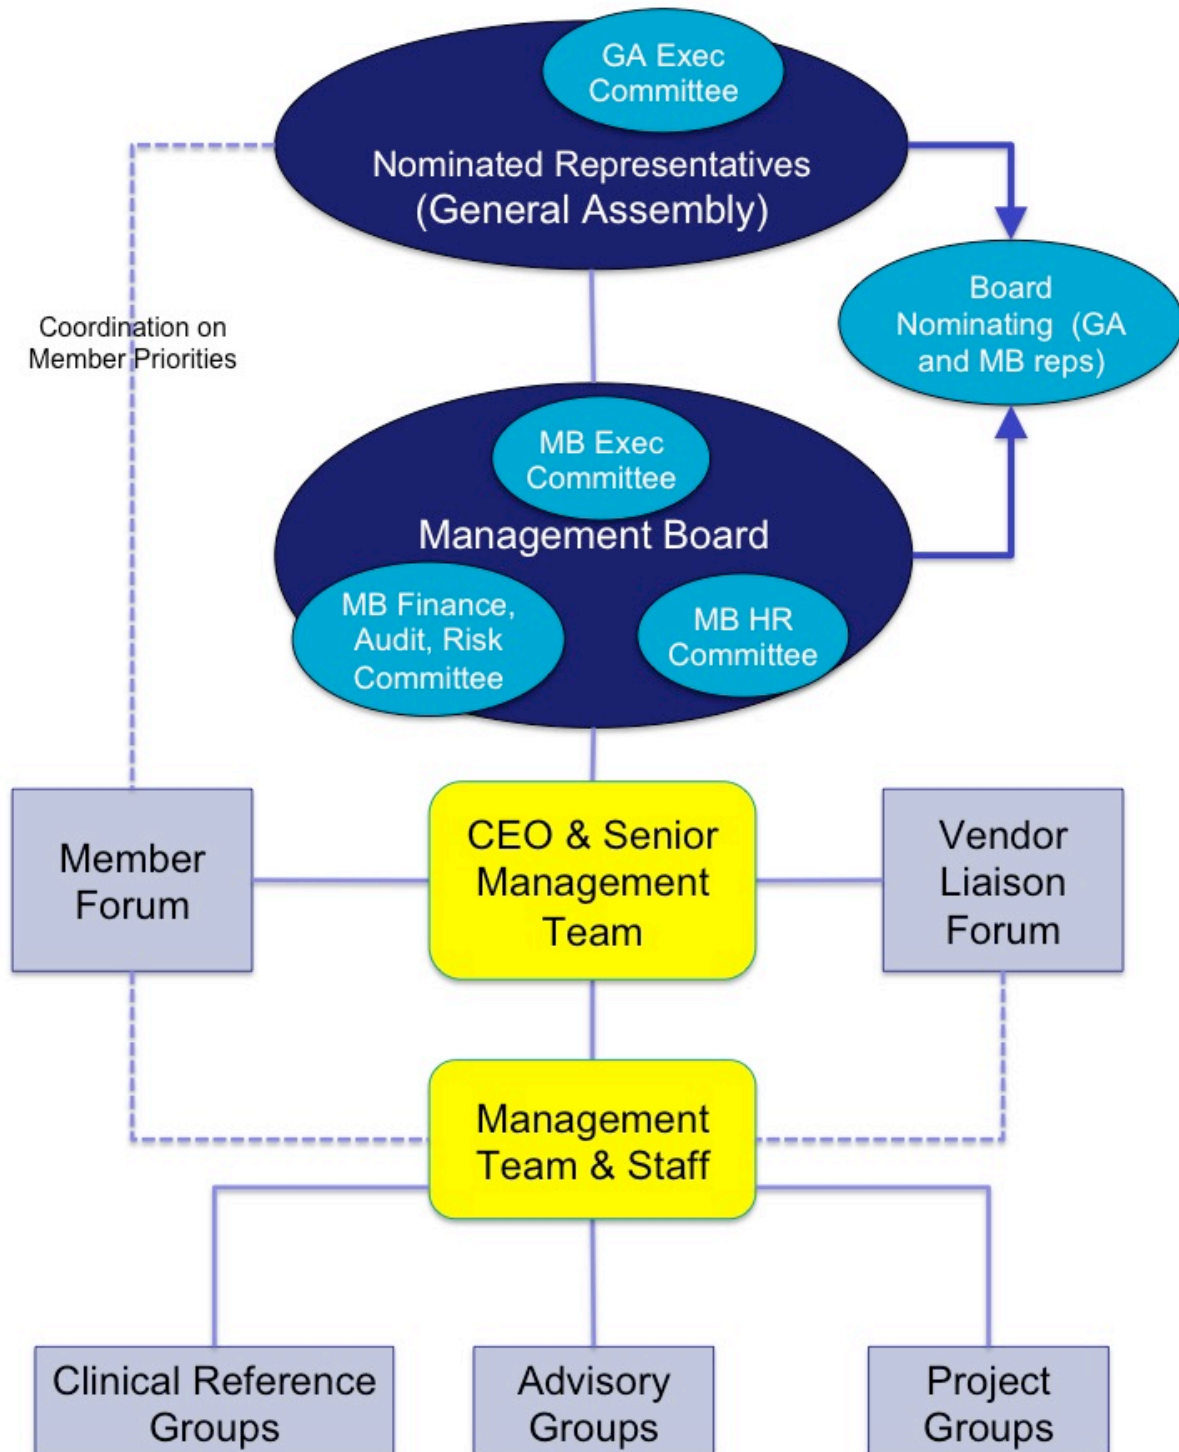 GA Exec
Committee
Nominated Representatives
(General Assembly)
Board
Nominating (GA
and MB reps)
Coordination on
Member Priorities
MB Exec
Committee
Management Board
MB Finance,
Audit, Risk
Committee
MB HR
Committee
Member
Forum
CEO & Senior
Management
Team
Vendor
Liaison
Forum
Management
Team & Staff
Clinical Reference
Groups
Advisory
Groups
Project
Groups